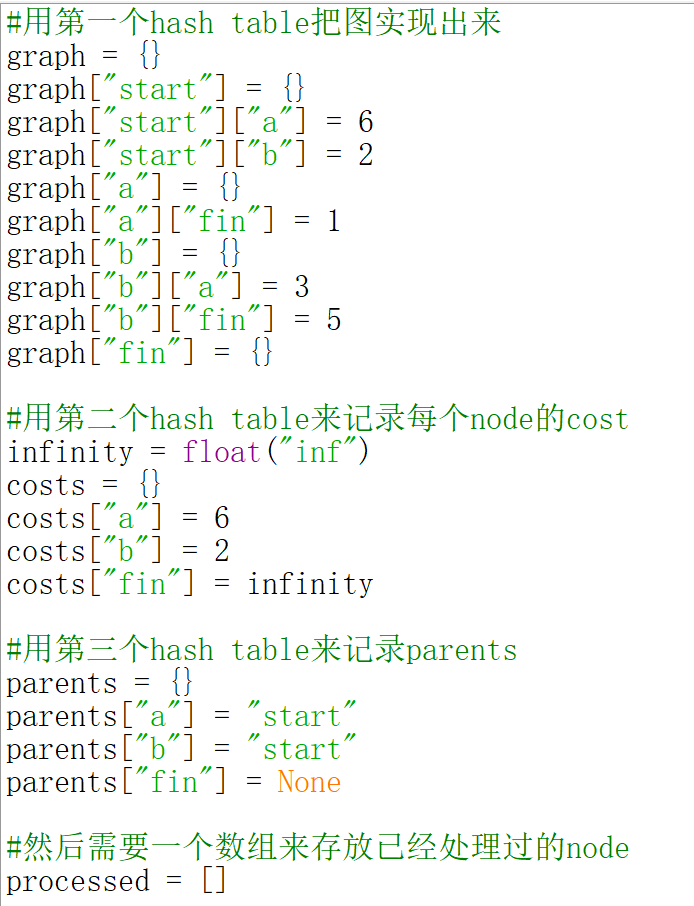 #用第一个hash table把图实现出来
graph = {}
graph["start"] = {}
graph["start"]["a"] = 6
graph["start"]["b"] = 2
graph["a"] = {}
graph["a"]["fin"] = 1
graph["b"] = {}
graph["b"]["a"] = 3
graph["b"]["fin"] = 5
graph["fin"] = {}
#用第二个hash table来记录每个node的cost
infinity = float("inf")
costs = {}
costs["a"] = 6
costs["b"] = 2
costs["fin"] = infinity
#用第三个hash table来记录parents
parents = {}
parents["a"] = "start"
parents["b"] = "start"
parents["fin"] = None
#然后需要一个数组来存放已经处理过的node
processed = []